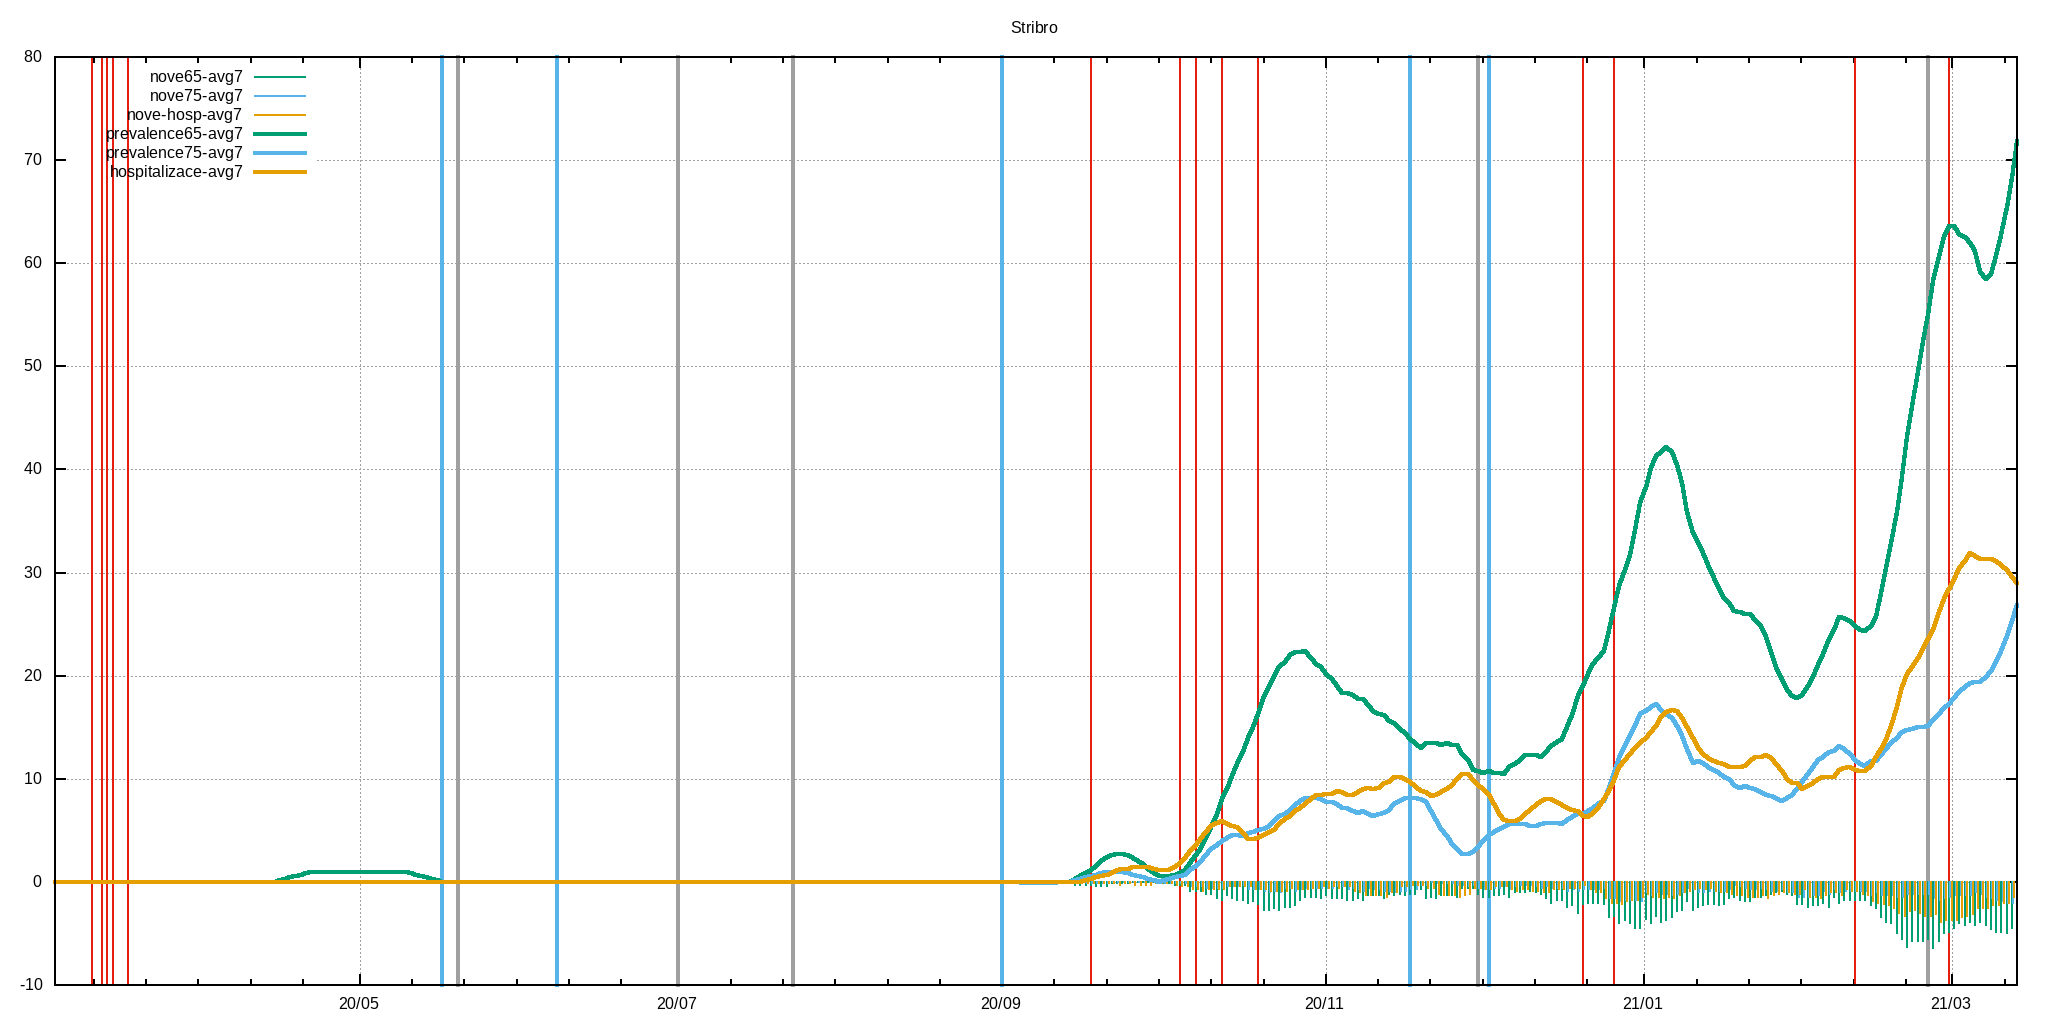 Stribro
80
70
60
50
40
30
20
10
0
-10
nove65-avg7
nove75-avg7
nove-hosp-avg7
prevalence65-avg7
prevalence75-avg7
hospitalizace-avg7
20/05
20/07
20/09
20/11
21/01
21/03